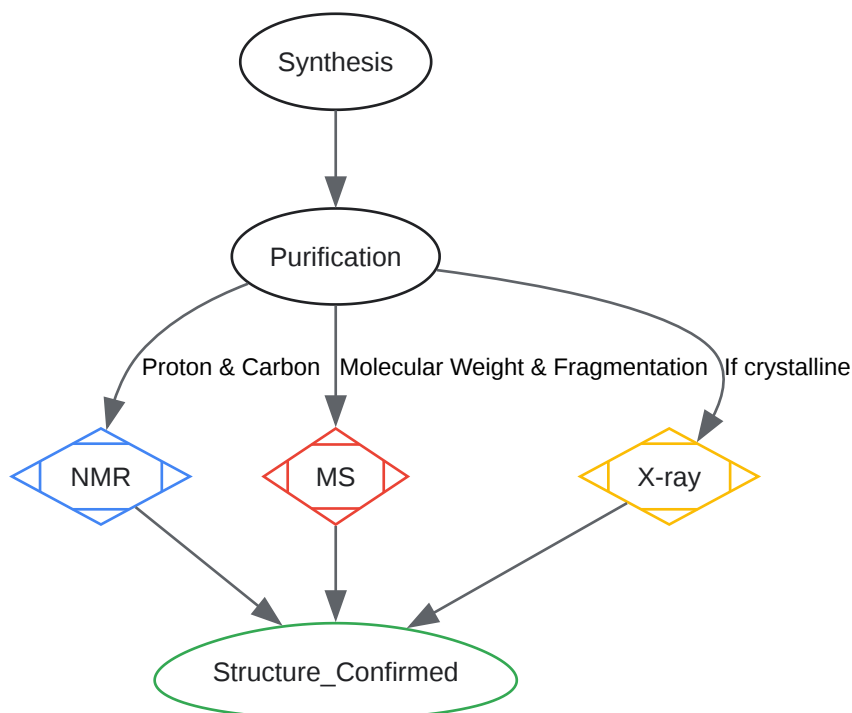 Synthesis
Purification
Proton & Carbon
Molecular Weight & Fragmentation
If crystalline
NMR
MS
X-ray
Structure_Confirmed